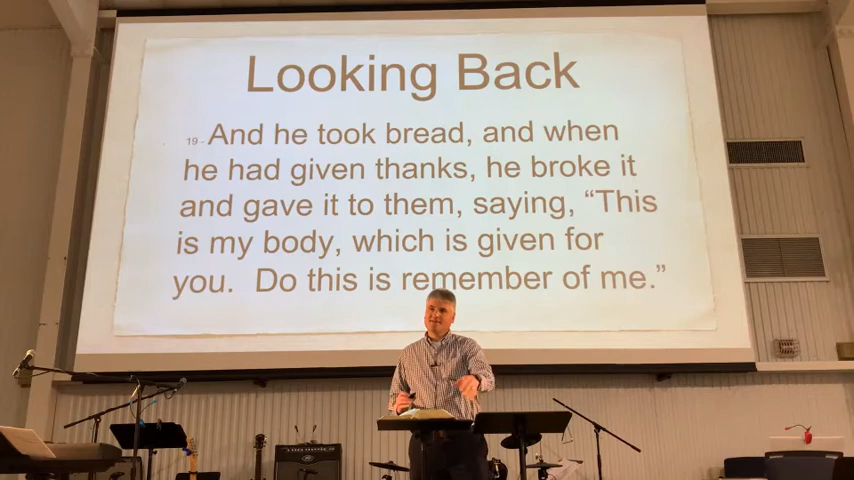 Looking Back
19- And he took bread, and when
he had given thanks, he broke it
and gave it to them, saying, “This
is my body, which is given for
you. Do this is remember of me.”